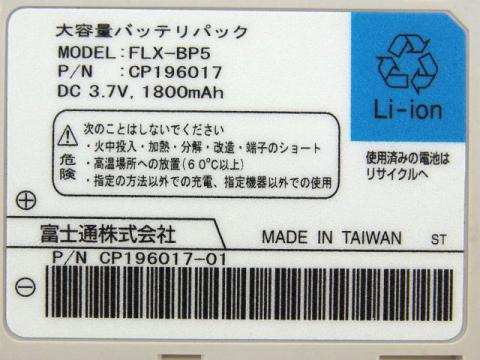 大容量バッテリパック
MODEL:FLX-BP5
P/N :CP196017
DC 3.7V, 1800mAh
Li-ion
危険
次のことはしないでください
・火中投入・加熱・分解・改造・端子のショート
・高温場所への放置(60℃以上)
・指定の方法以外での充電、指定機器以外での使用
使用済みの電池は
リサイクルへ
富士通株式会社
MADE IN TAIWAN ST
P/N CP196017-01